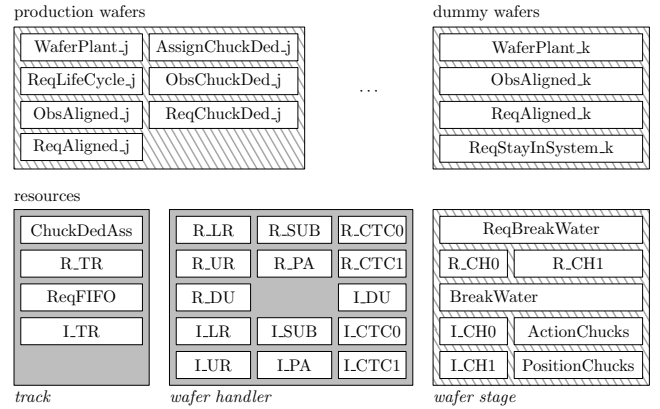 production wafers
WaferPlant_j
AssignChuckDed_j
ReqLifeCycle_j
ObsChuckDed_j
ObsAligned_j
ReqChuckDed_j
ReqAligned_j
...
dummy wafers
WaferPlant_k
ObsAligned_k
ReqAligned_k
ReqStayInSystem_k
resources
ChuckDedAss
R_TR
ReqFIFO
I_TR
track
R_LR
R_SUB
R_CTC0
R_UR
R_PA
R_CTC1
R_DU
I_DU
I_LR
I_SUB
I_CTC0
I_UR
I_PA
I_CTC1
wafer handler
ReqBreakWater
R_CH0
R_CH1
BreakWater
I_CH0
ActionChucks
I_CH1
PositionChucks
wafer stage